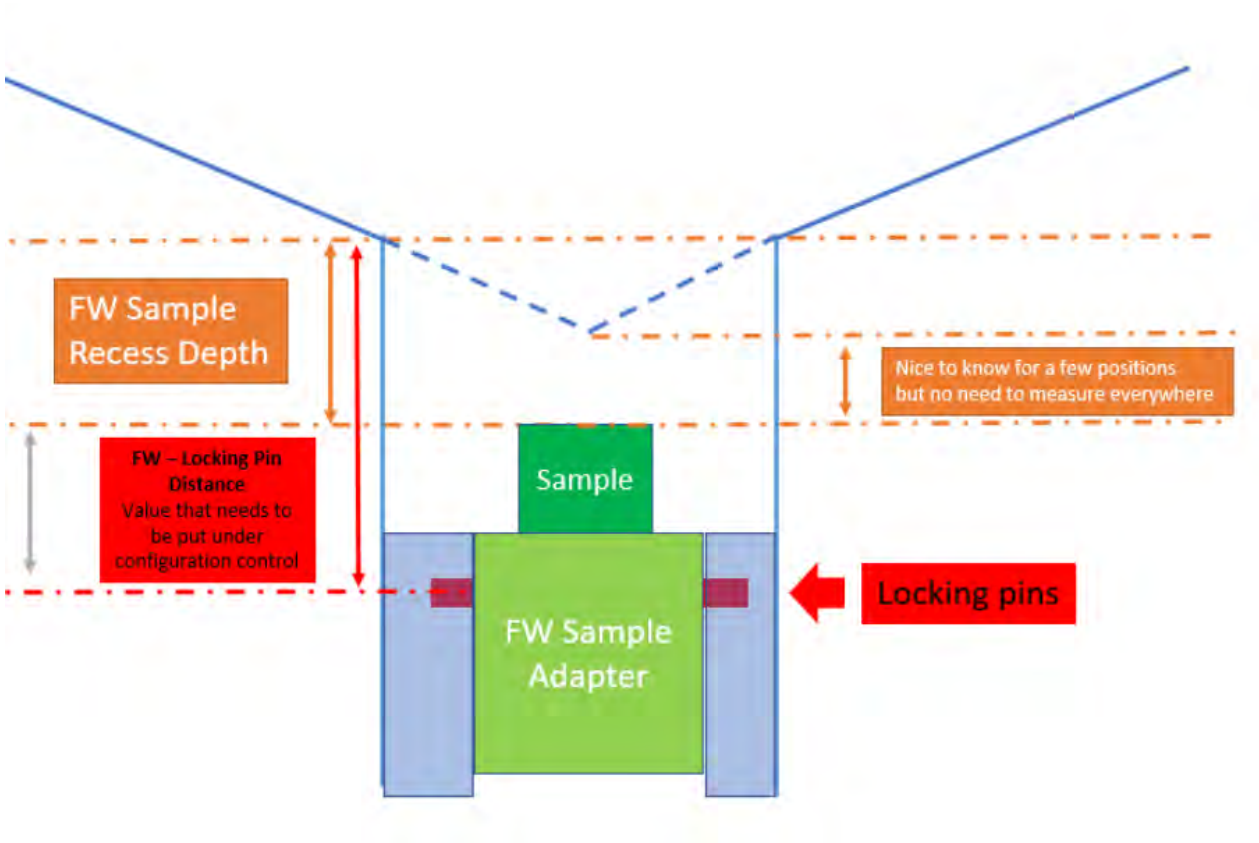 FW Sample
Recess Depth
Nice to know for a few positions
but no need to measure everywhere
FW – Locking Pin
Distance
Value that needs to
be put under
configuration control
Sample
Locking pins
FW Sample
Adapter